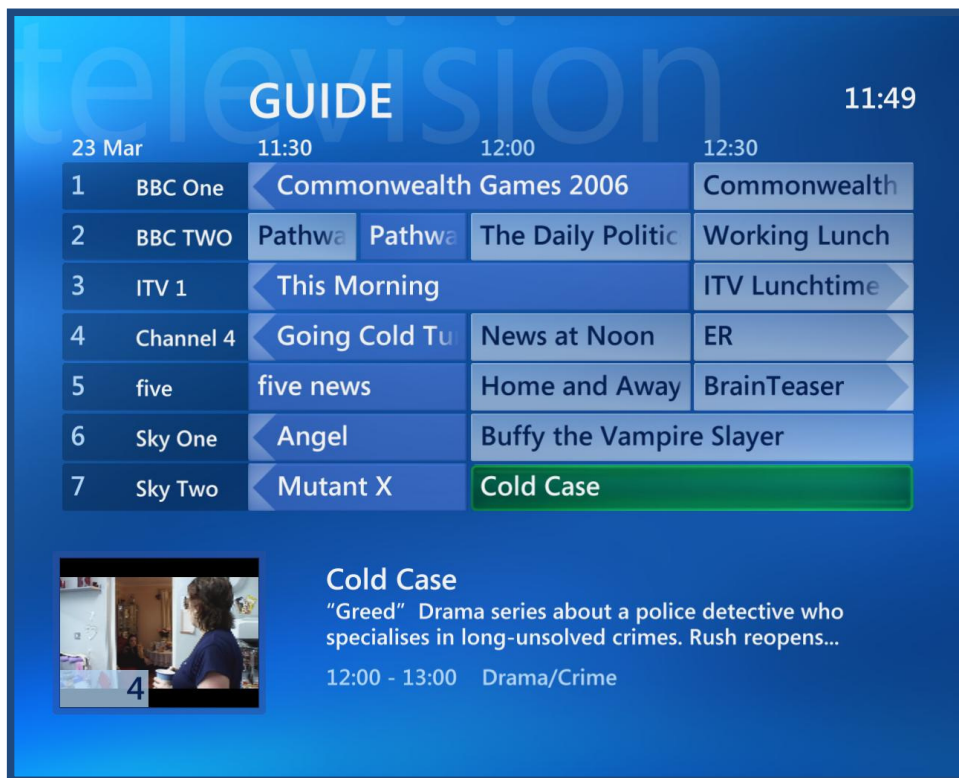 television
GUIDE
11:49
23 Mar 11:30 12:00 12:30
1 BBC One Commonwealth Games 2006 Commonwealth
2 BBC TWO Pathwa Pathwa The Daily Politic Working Lunch
3 ITV 1 This Morning ITV Lunchtime
4 Channel 4 Going Cold Tu News at Noon ER
5 five five news Home and Away BrainTeaser
6 Sky One Angel Buffy the Vampire Slayer
7 Sky Two Mutant X Cold Case
Cold Case
“Greed” Drama series about a police detective who
specialises in long-unsolved crimes. Rush reopens...
12:00 - 13:00 Drama/Crime
4